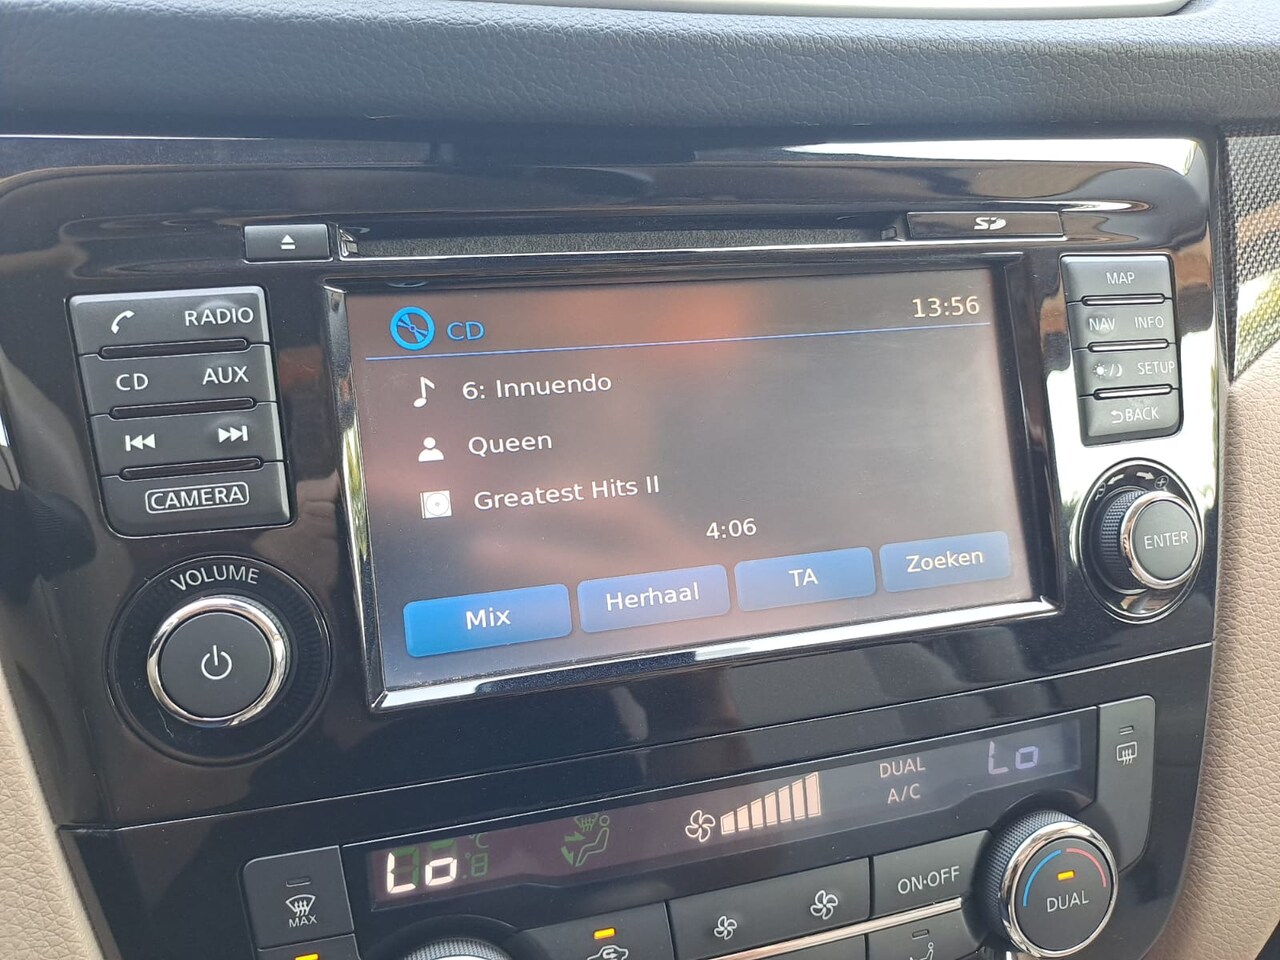 SD
MAP
RADIO
CD
13:56
NAV INFO
6: Innuendo
CD AUX
SETUP
Queen
BACK
Greatest Hits II
CAMERA
4:06
ENTER
VOLUME
Mix Herhaal TA Zoeken
DUAL
A/C
Lo
Lo
°C
MAX
ON·OFF
DUAL